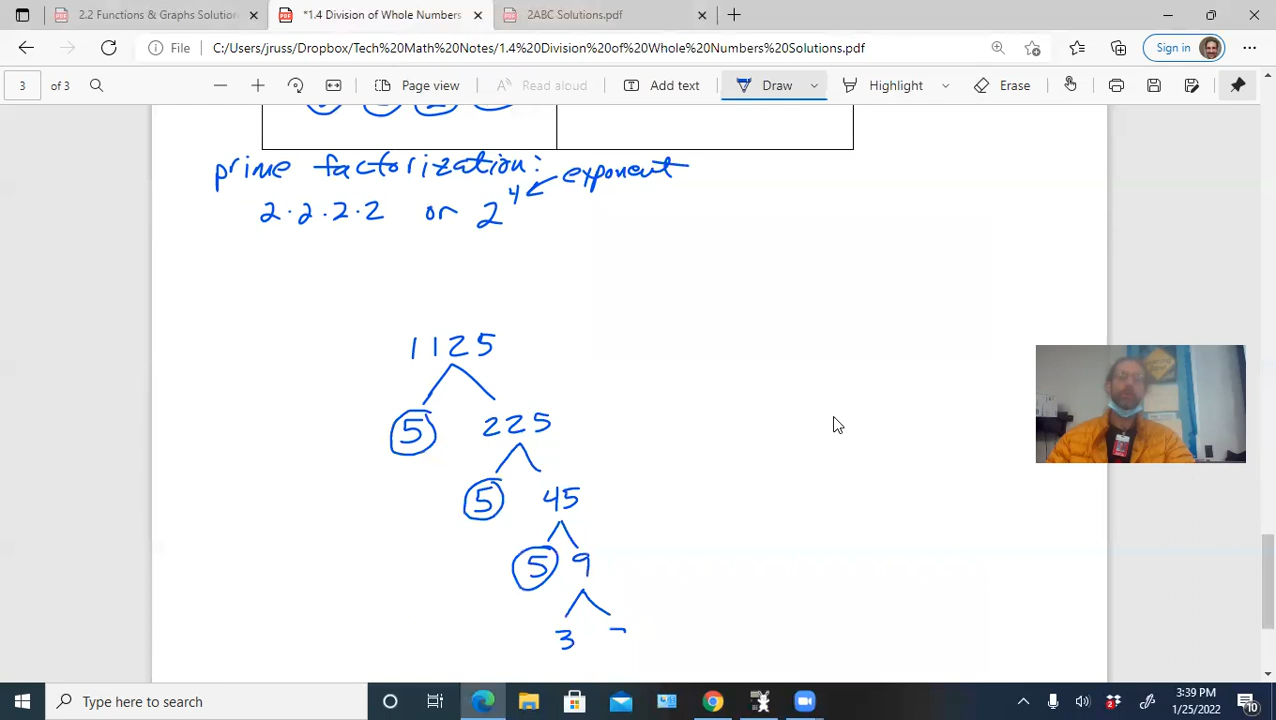 2.2 Functions & Graphs Solution
*1.4 Division of Whole Numbers
2ABC Solutions.pdf
File
C:/Users/jruss/Dropbox/Tech%20Math%20Notes/1.4%20Division%20of%20Whole%20Numbers%20Solutions.pdf
Sign in
3 of 3
Page view
Read aloud
Add text
Draw
Highlight
Erase
prime factorization:
exponent
2·2·2·2 or 2⁴
1125
5 225
5 45
5 9
3
Type here to search
3:39 PM
1/25/2022
10
2